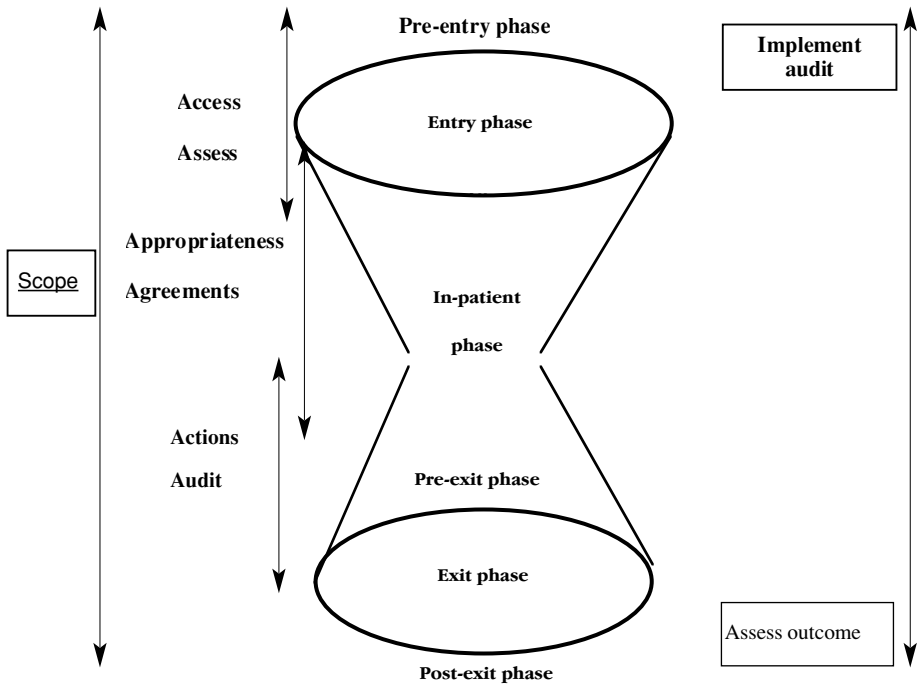 Pre-entry phase
Implement
audit
Access
Entry phase
Assess
Appropriateness
Scope
Agreements
In-patient
phase
Actions
Audit
Pre-exit phase
Exit phase
Assess outcome
Post-exit phase